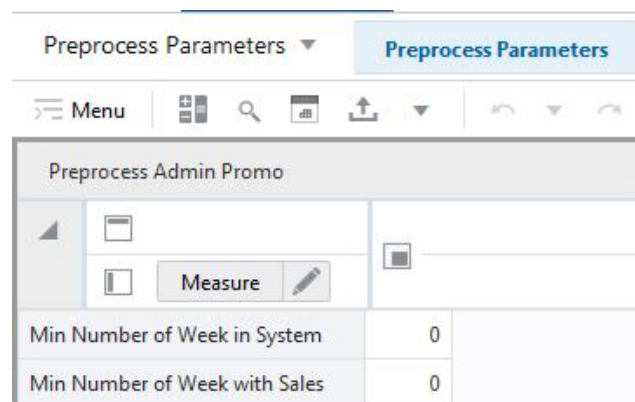 Preprocess Parameters Preprocess Parameters
Menu
Preprocess Admin Promo
Measure
Min Number of Week in System 0
Min Number of Week with Sales 0